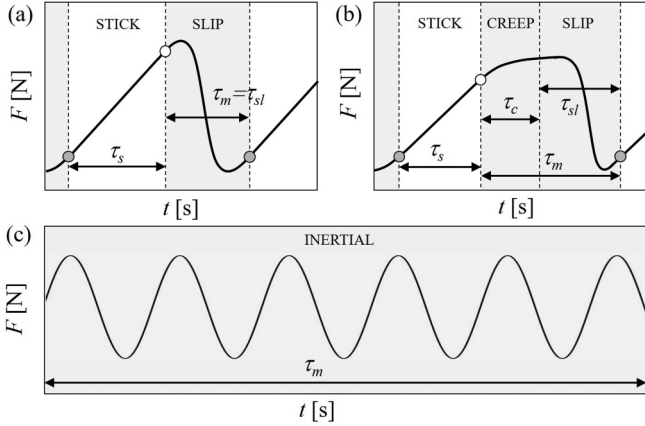 (a)
STICK
SLIP
F [N]
τm=τsl
τs
t [s]
(b)
STICK
CREEP
SLIP
F [N]
τc
τsl
τs
τm
t [s]
(c)
INERTIAL
F [N]
τm
t [s]